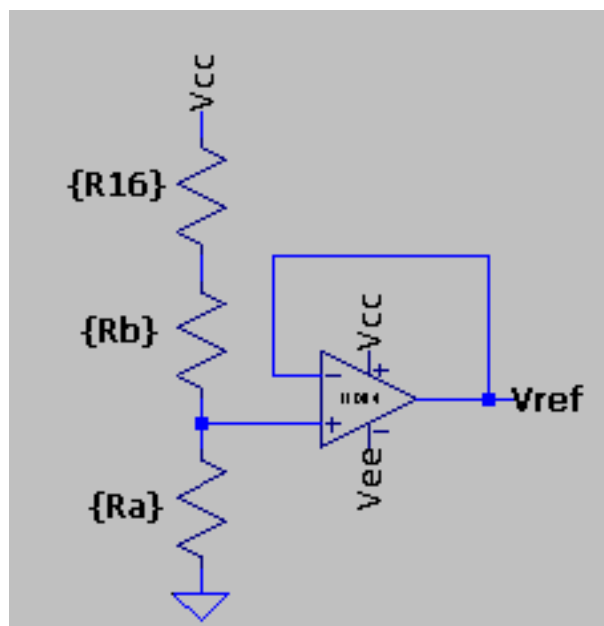 Vcc
{R16}
{Rb}
Vcc
Vref
Vee
{Ra}